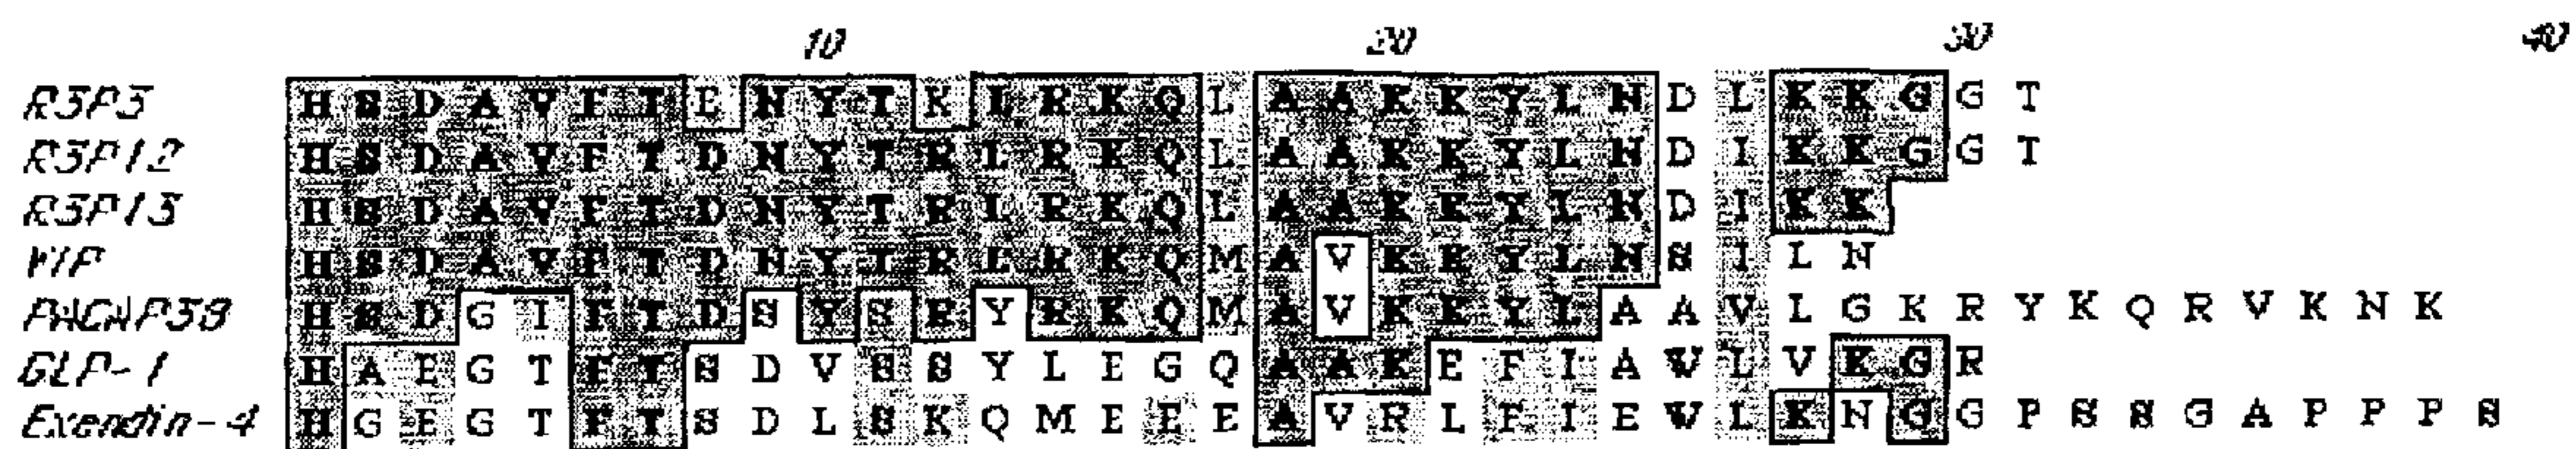 10 20 30 40
R3P3 H S D A V F T E N Y T K L R K Q L A A K K Y L N D L K K G G T
R3P12 H S D A V F T D N Y T R L R K Q L A A K K Y L N D I K K G G T
R3P13 H S D A V F T D N Y T R L R K Q L A A K K Y L N D I K K
VIP H S D A V F T D N Y T R L R K Q M A V K K Y L N S I L N
PACAP38 H S D G I F T D S Y S R Y R K Q M A V K K Y L A A V L G K R Y K Q R V K N K
GLP-1 H A E G T F T S D V S S Y L E G Q A A K E F I A W L V K G R
Exendin-4 H G E G T F T S D L S K Q M E E E A V R L F I E W L K N G G P S S G A P P P S